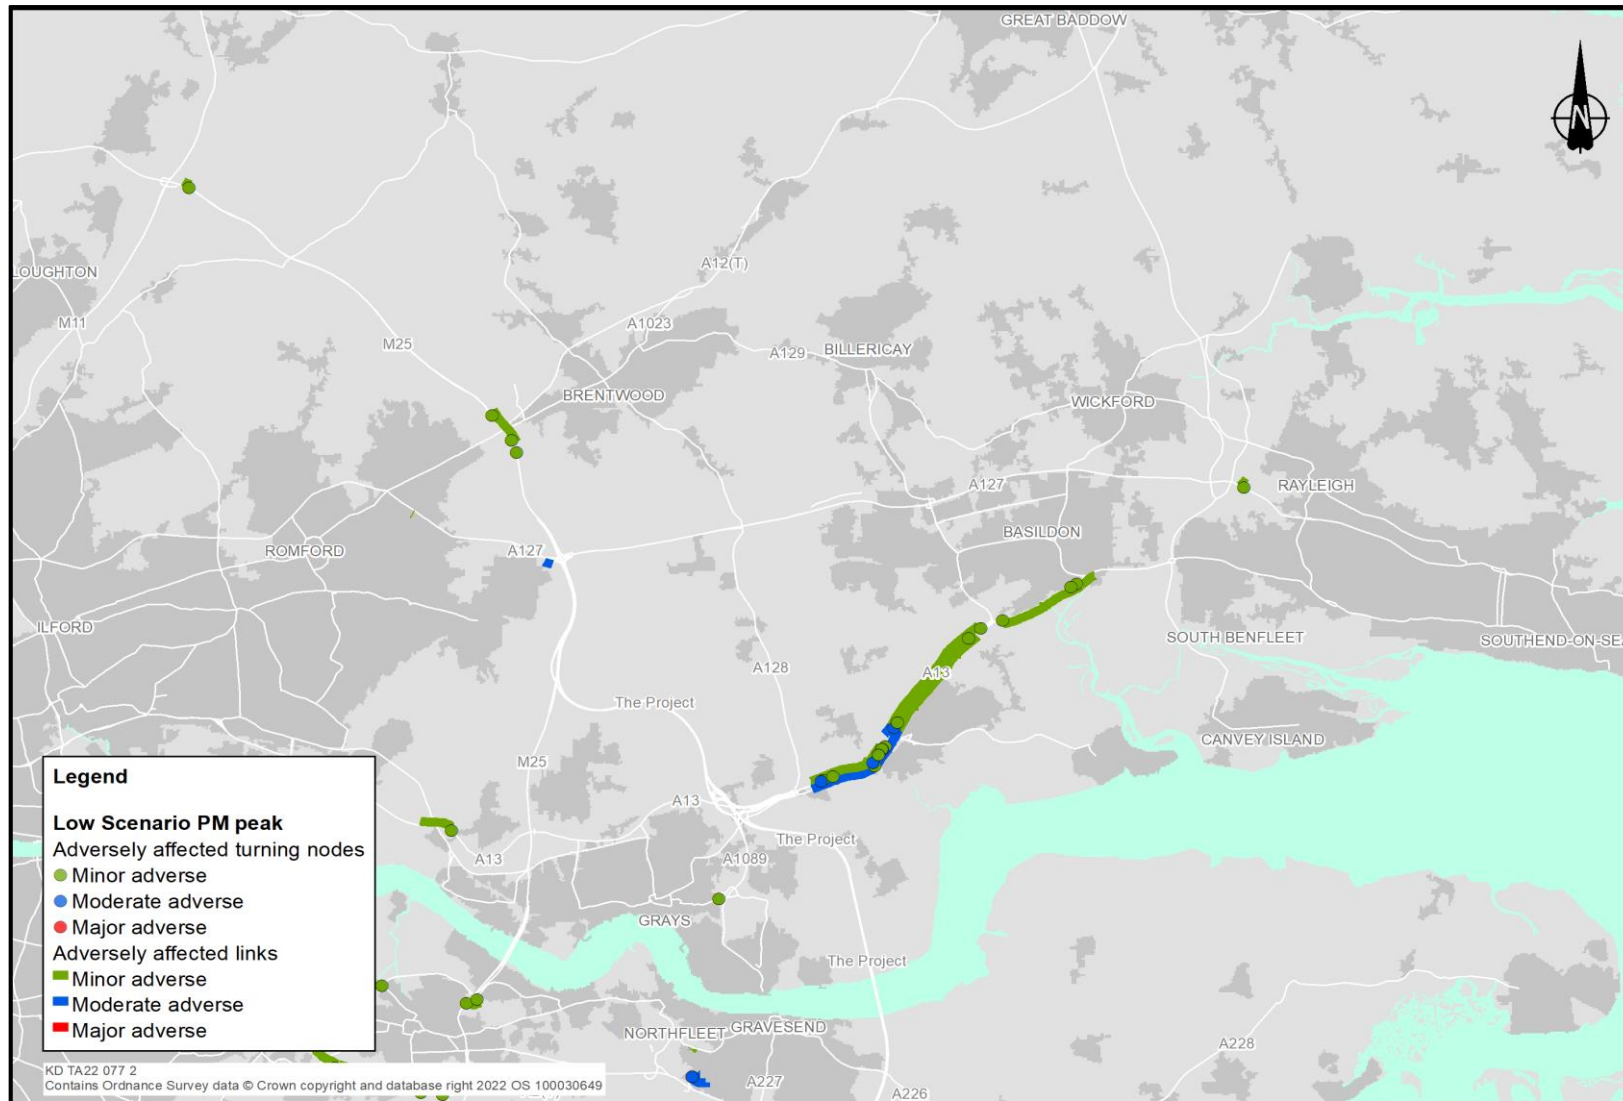 GREAT BADDOW
N
LOUGHTON
A12(T)
M11
A1023
M25
A129
BILLERICAY
BRENTWOOD
WICKFORD
A127
RAYLEIGH
BASILDON
ROMFORD
A127
ILFORD
SOUTH BENFLEET
SOUTHEND-ON-SEA
A128
A13
The Project
CANVEY ISLAND
M25
A13
The Project
A13
A1089
GRAYS
The Project
NORTHFLEET
GRAVESEND
A228
A227
A226
Legend
Low Scenario PM peak
Adversely affected turning nodes
Minor adverse
Moderate adverse
Major adverse
Adversely affected links
Minor adverse
Moderate adverse
Major adverse
KD TA22 077 2
Contains Ordnance Survey data © Crown copyright and database right 2022 OS 100030649